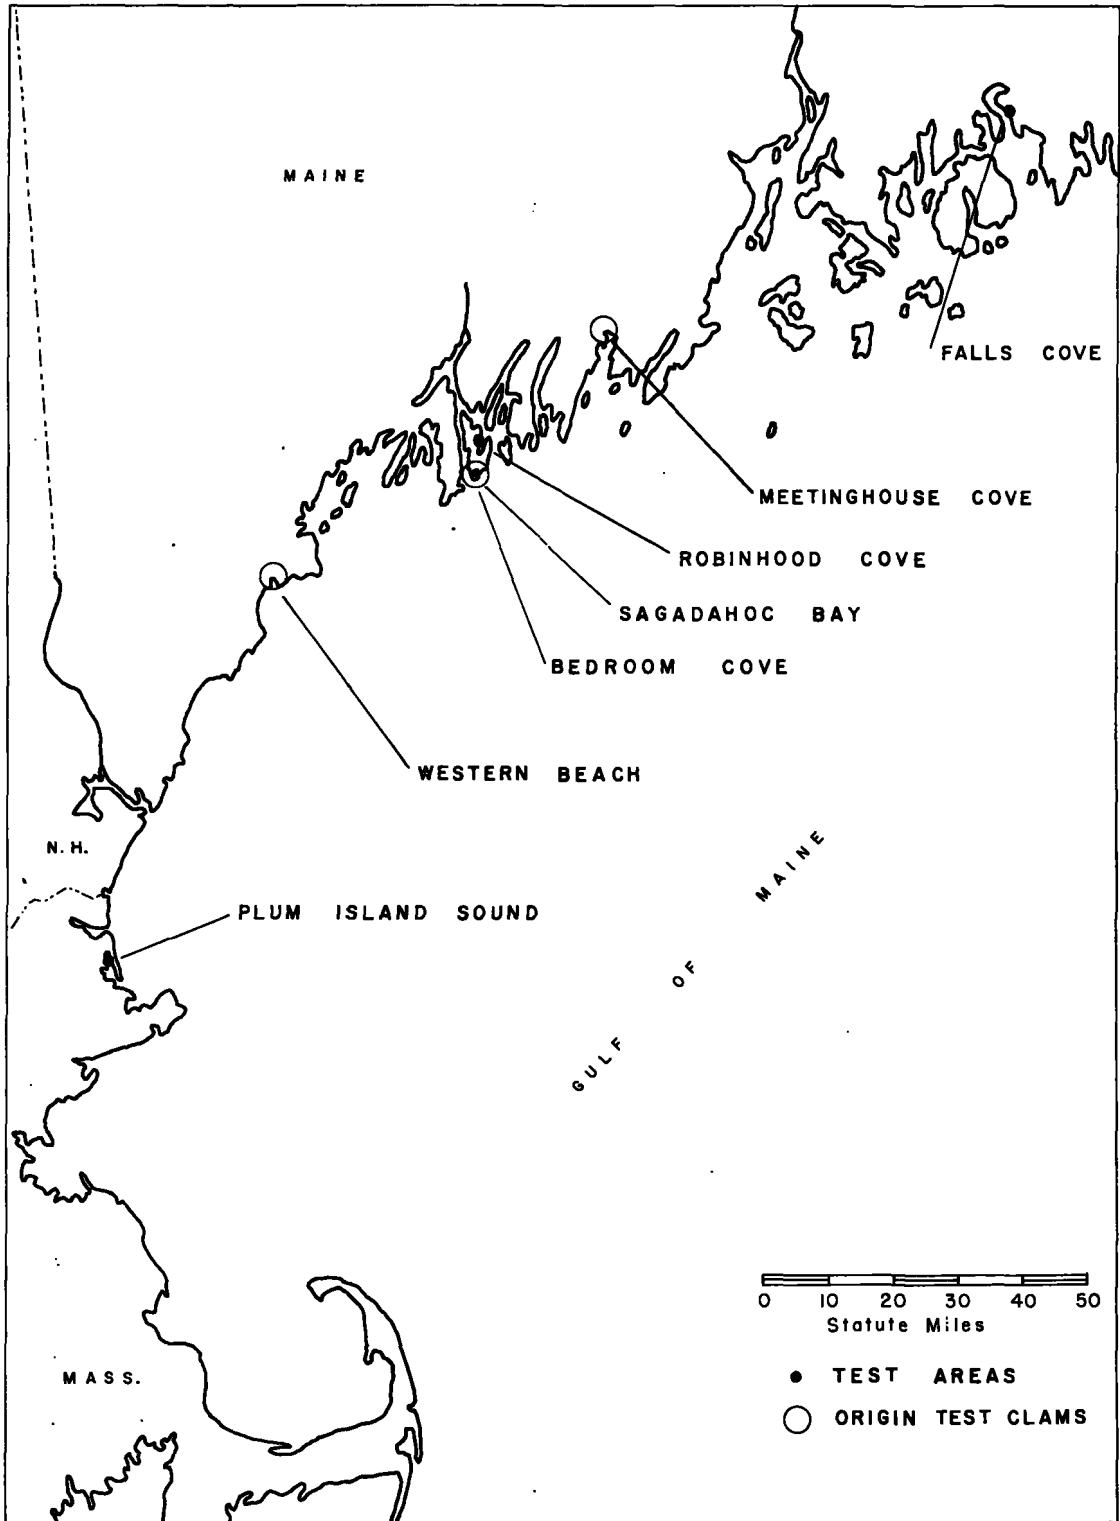 MAINE
FALLS COVE
MEETINGHOUSE COVE
ROBINHOOD COVE
SAGADAHOC BAY
BEDROOM COVE
WESTERN BEACH
N.H.
PLUM ISLAND SOUND
GULF OF MAINE
0 10 20 30 40 50
Statute Miles
MASS.
TEST AREAS
ORIGIN TEST CLAMS